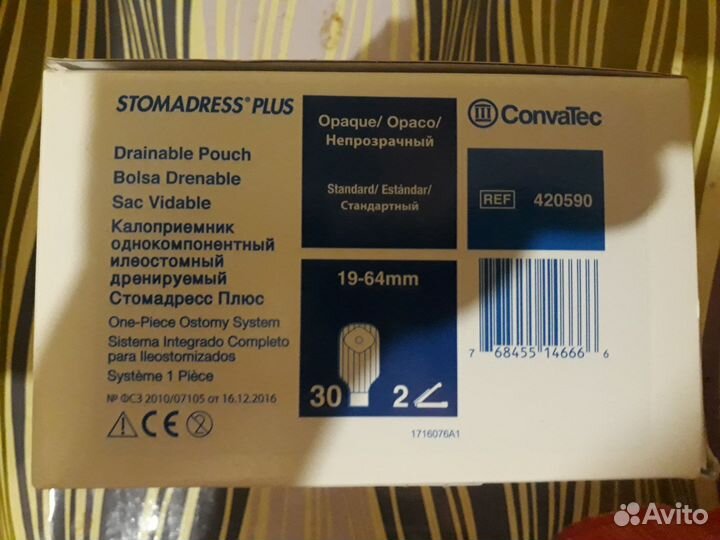 STOMADRESS® PLUS
Drainable Pouch
Bolsa Drenable
Sac Vidable
Калоприемник
однокомпонентный
илеостомный
дренируемый
Стомадресс Плюс
One-Piece Ostomy System
Sistema Integrado Completo
para Ileostomizados
Système 1 Pièce
№ ФСЗ 2010/07105 от 16.12.2016
CE 2
Opaque/ Opaco/
Непрозрачный
Standard/ Estándar/
Стандартный
19-64mm
30 2
1716076A1
ConvaTec
REF 420590
7 68455 14666 6
Avito